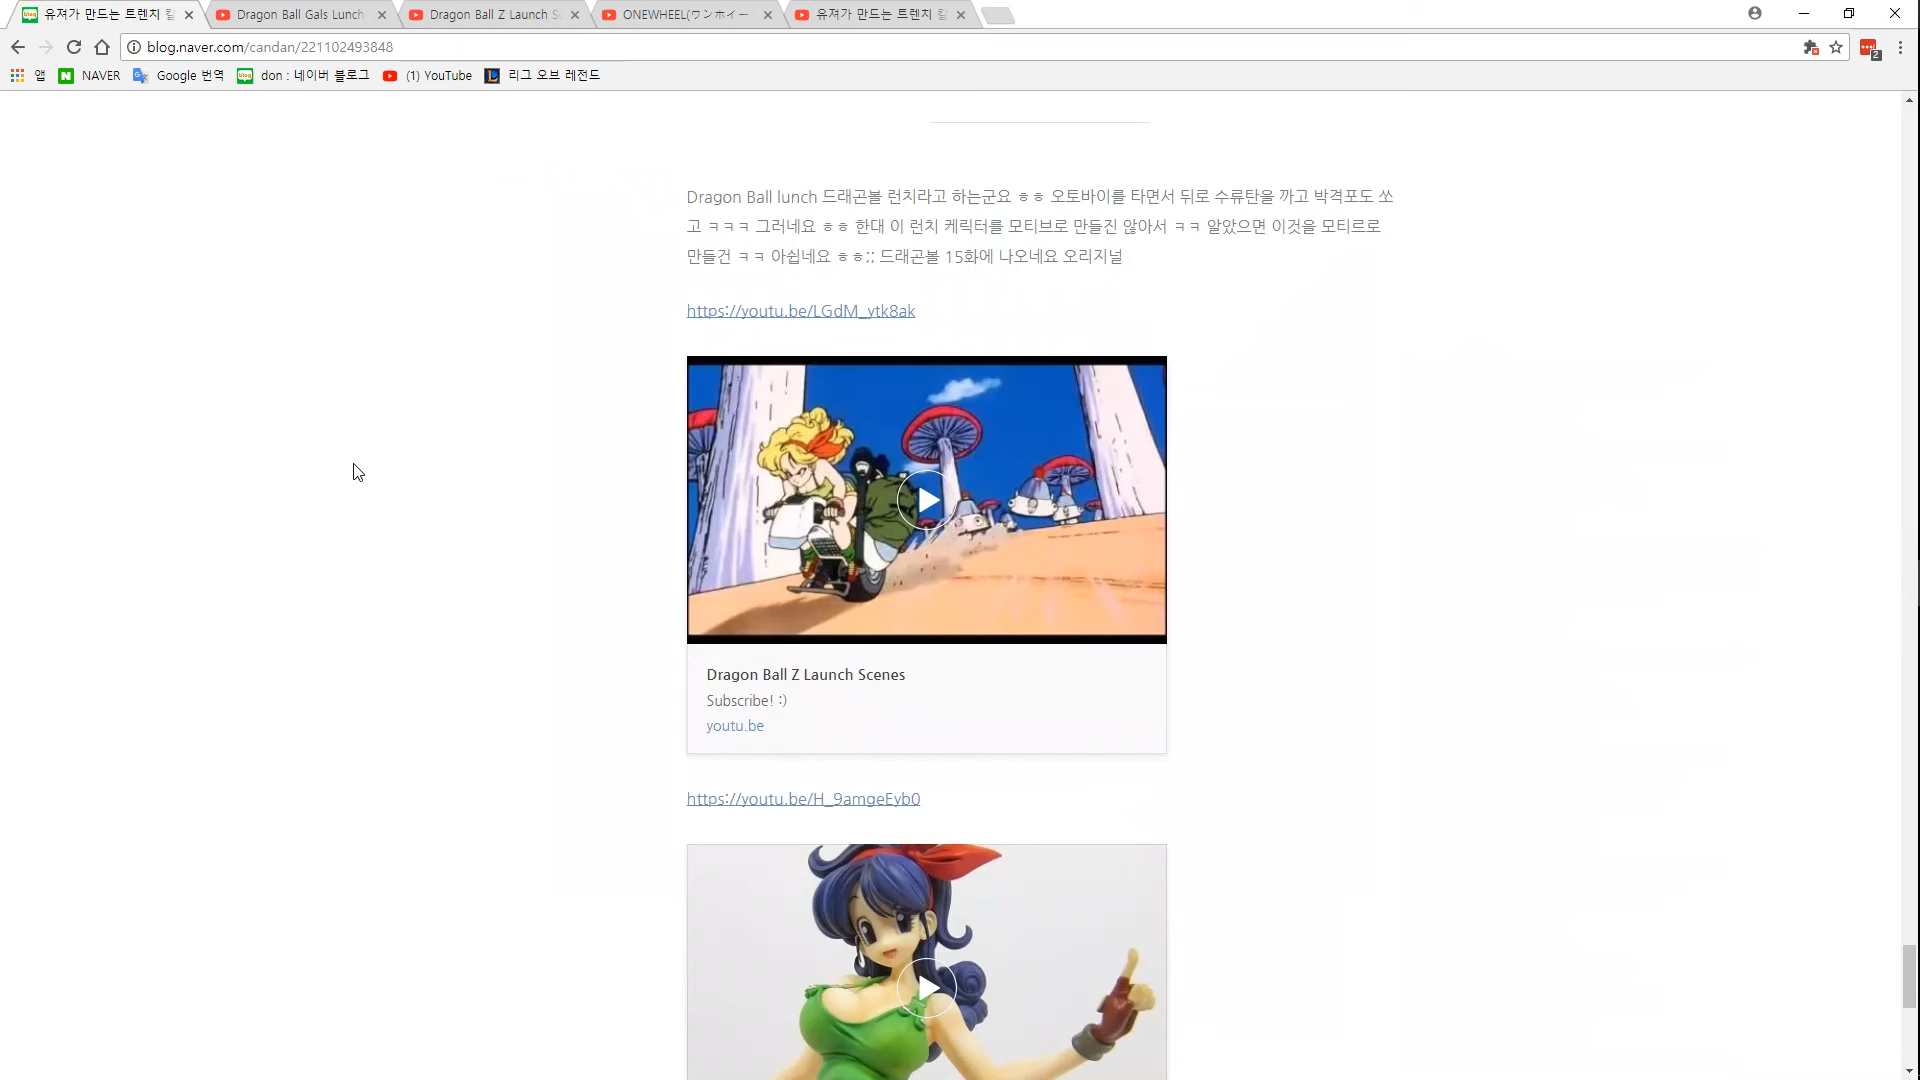 유져가 만드는 트렌치 킬
Dragon Ball Gals Lunch
Dragon Ball Z Launch Sc
ONEWHEEL(ワンホイー
유져가 만드는 트렌치 킬
blog.naver.com/candan/221102493848
2
앱
NAVER
Google 번역
blog
don : 네이버 블로그
(1) YouTube
리그 오브 레전드
Dragon Ball lunch 드래곤볼 런치라고 하는군요 ㅎㅎ 오토바이를 타면서 뒤로 수류탄을 까고 박격포도 쏘
고 ㅋㅋㅋ 그러네요 ㅎㅎ 한대 이 런치 케릭터를 모티브로 만들진 않아서 ㅋㅋ 알았으면 이것을 모티르로
만들건 ㅋㅋ 아쉽네요 ㅎㅎ;; 드래곤볼 15화에 나오네요 오리지널
https://youtu.be/LGdM_ytk8ak
Dragon Ball Z Launch Scenes
Subscribe! :)
youtu.be
https://youtu.be/H_9amgeEyb0